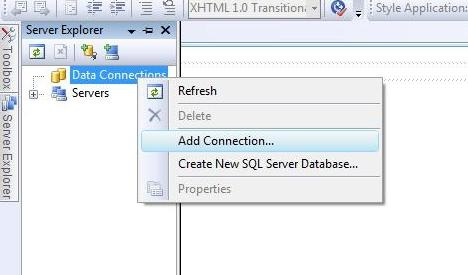 XHTML 1.0 Transitiona
Style Application:
Server Explorer
Toolbox
Server Explorer
Data Connections
Servers
Refresh
Delete
Add Connection...
Create New SQL Server Database...
Properties